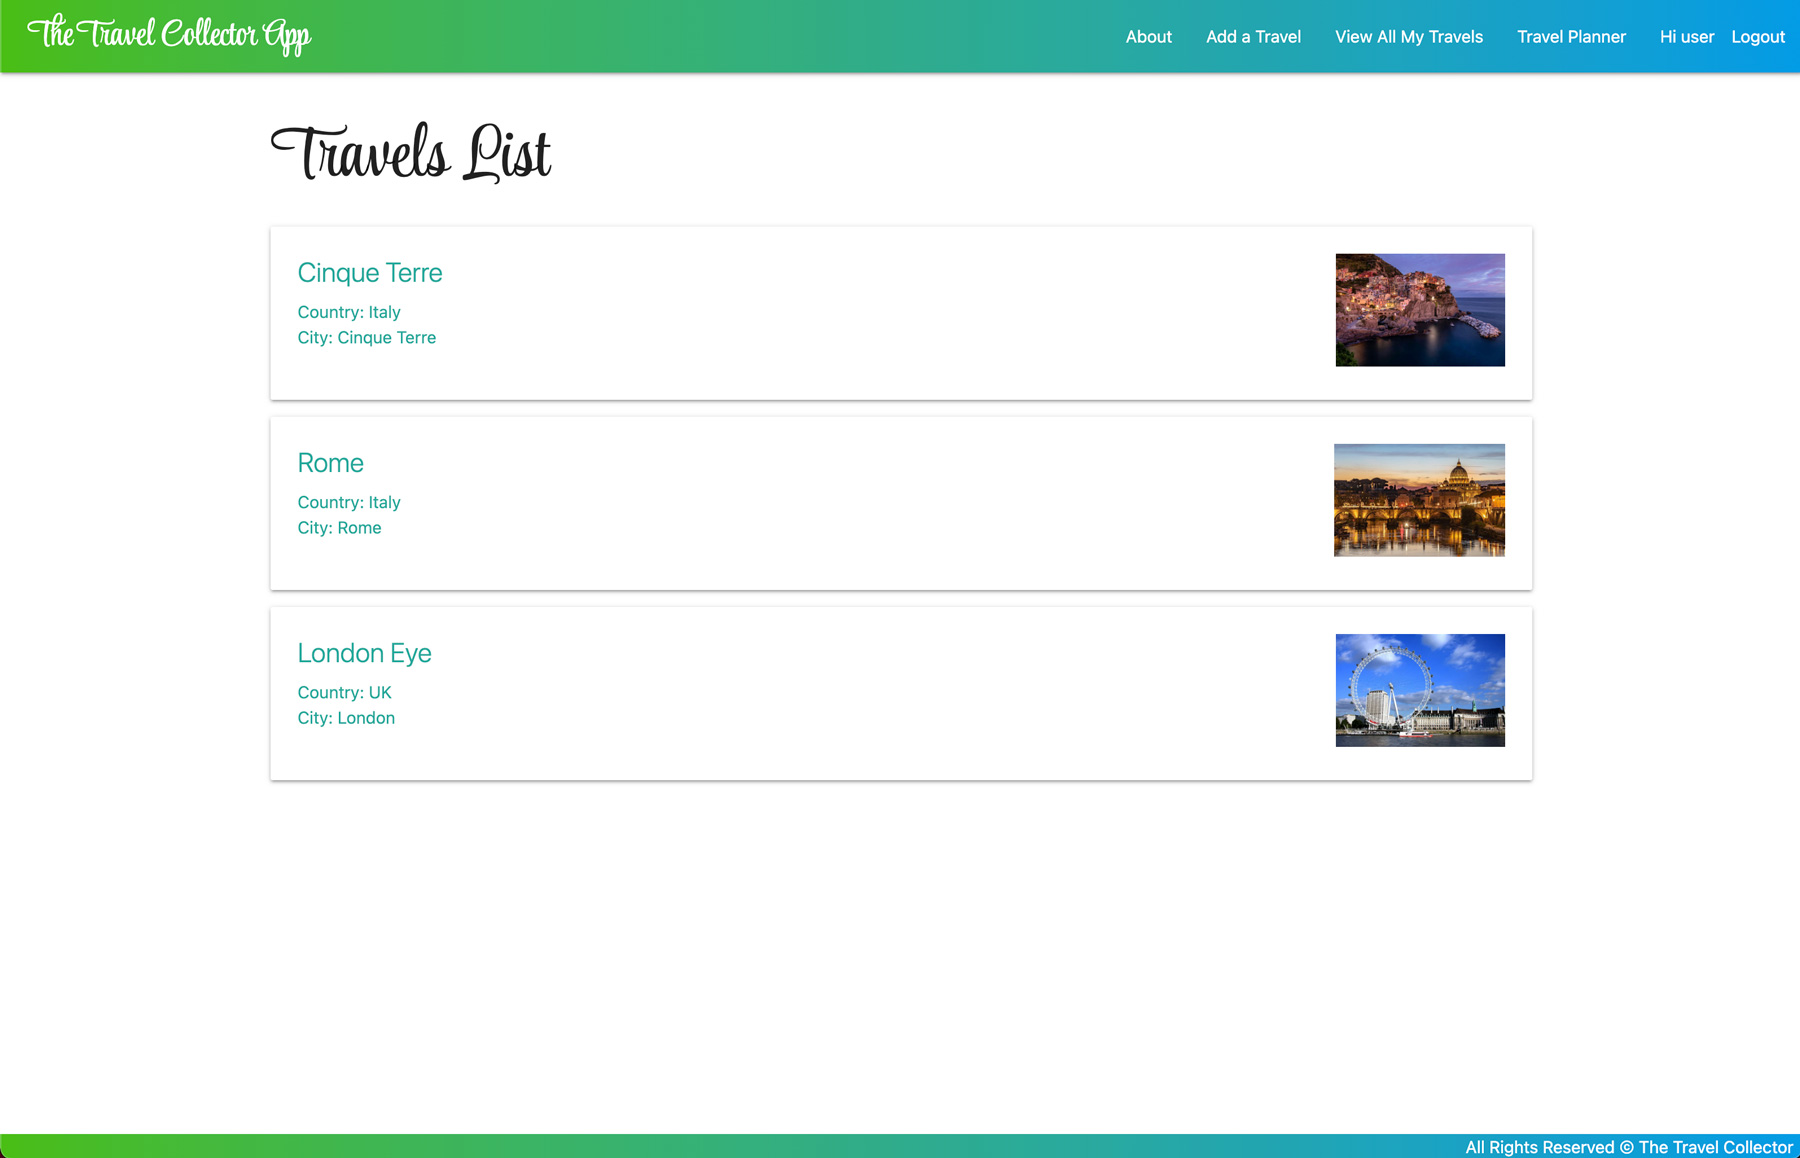 The Travel Collector App
About Add a Travel View All My Travels Travel Planner Hi user Logout
Travels List
Cinque Terre
Country: Italy
City: Cinque Terre
Rome
Country: Italy
City: Rome
London Eye
Country: UK
City: London
All Rights Reserved © The Travel Collector